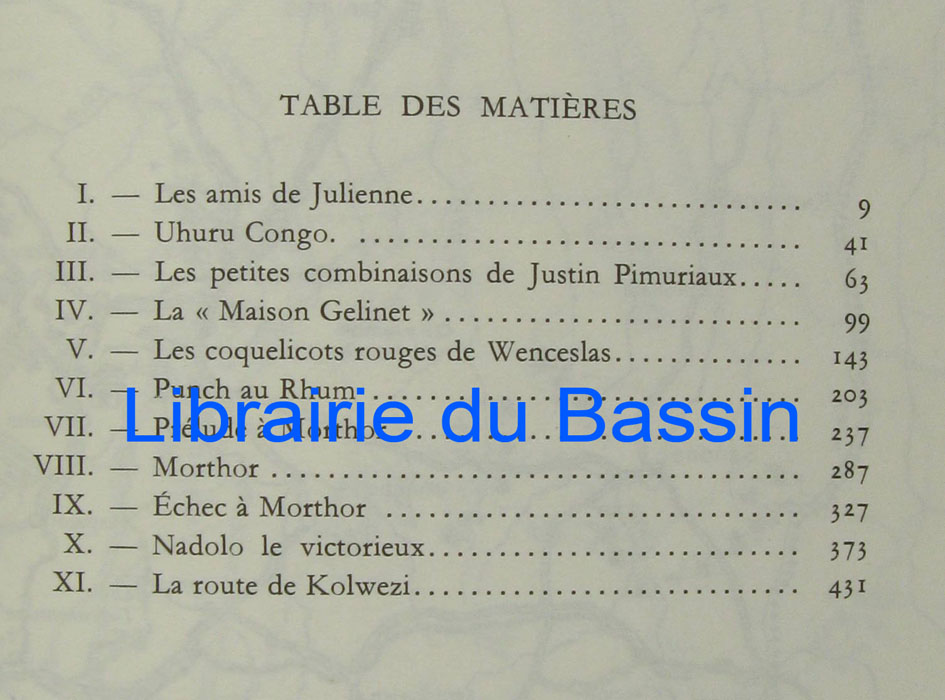 TABLE DES MATIÈRES
I. — Les amis de Julienne.............................. 9
II. — Uhuru Congo. .................................. 41
III. — Les petites combinaisons de Justin Pimuriaux..... 63
IV. — La « Maison Gelinet » ............................ 99
V. — Les coquelicots rouges de Wenceslas............... 143
VI. — Punch au Rhum ................................. 203
Librairie du Bassin
VII. — Prélude à Morthor............................... 237
VIII. — Morthor ......................................... 287
IX. — Échec à Morthor ................................ 327
X. — Nadolo le victorieux............................. 373
XI. — La route de Kolwezi.............................. 431